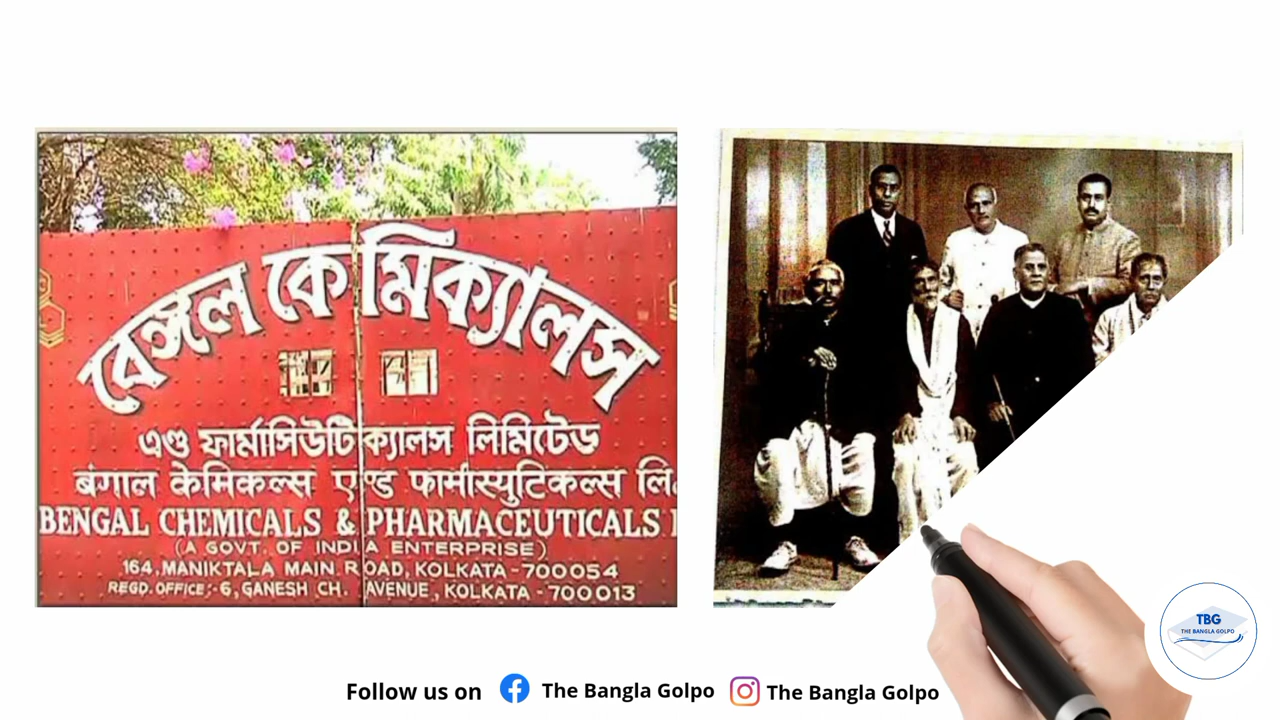 বেঙ্গল কেমিক্যালস
এণ্ড ফার্মাসিউটিক্যালস লিমিটেড
बंगाल केमिकल्स एण्ड फार्मास्युटिकल्स लि.
BENGAL CHEMICALS & PHARMACEUTICALS
(A GOVT. OF INDIA ENTERPRISE)
164, MANIKTALA MAIN ROAD, KOLKATA - 700054
REGD. OFFICE:- 6, GANESH CH. AVENUE, KOLKATA - 700013
TBG
THE BANGLA GOLPO
Follow us on The Bangla Golpo The Bangla Golpo